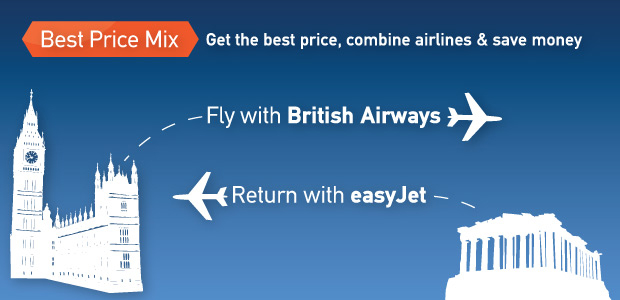 Best Price Mix
Get the best price, combine airlines & save money
Fly with British Airways
Return with easyJet